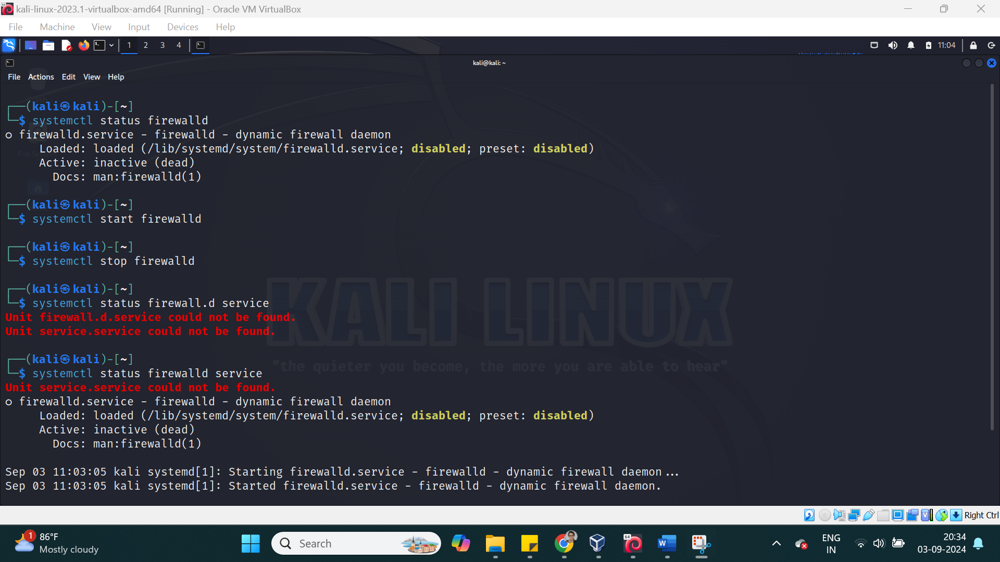 kali-linux-2023.1-virtualbox-amd64 [Running] - Oracle VM VirtualBox
File Machine View Input Devices Help
1 2 3 4 11:04
kali@kali: ~
File Actions Edit View Help
Trash
┌──(kali㉿kali)-[~]
└─$ systemctl status firewalld
○ firewalld.service - firewalld - dynamic firewall daemon
Loaded: loaded (/lib/systemd/system/firewalld.service; disabled; preset: disabled)
File System
Active: inactive (dead)
Docs: man:firewalld(1)
┌──(kali㉿kali)-[~]
└─$ systemctl start firewalld
┌──(kali㉿kali)-[~]
└─$ systemctl stop firewalld
┌──(kali㉿kali)-[~]
└─$ systemctl status firewall.d service
Unit firewall.d.service could not be found.
Unit service.service could not be found.
KALI LINUX
"the quieter you become, the more you are able to hear"
┌──(kali㉿kali)-[~]
└─$ systemctl status firewalld service
Unit service.service could not be found.
○ firewalld.service - firewalld - dynamic firewall daemon
Loaded: loaded (/lib/systemd/system/firewalld.service; disabled; preset: disabled)
Active: inactive (dead)
Docs: man:firewalld(1)
Sep 03 11:03:05 kali systemd[1]: Starting firewalld.service - firewalld - dynamic firewall daemon...
Sep 03 11:03:05 kali systemd[1]: Started firewalld.service - firewalld - dynamic firewall daemon.
Right Ctrl
1
86°F
Mostly cloudy
Search
64
W
ENG
IN
20:34
03-09-2024